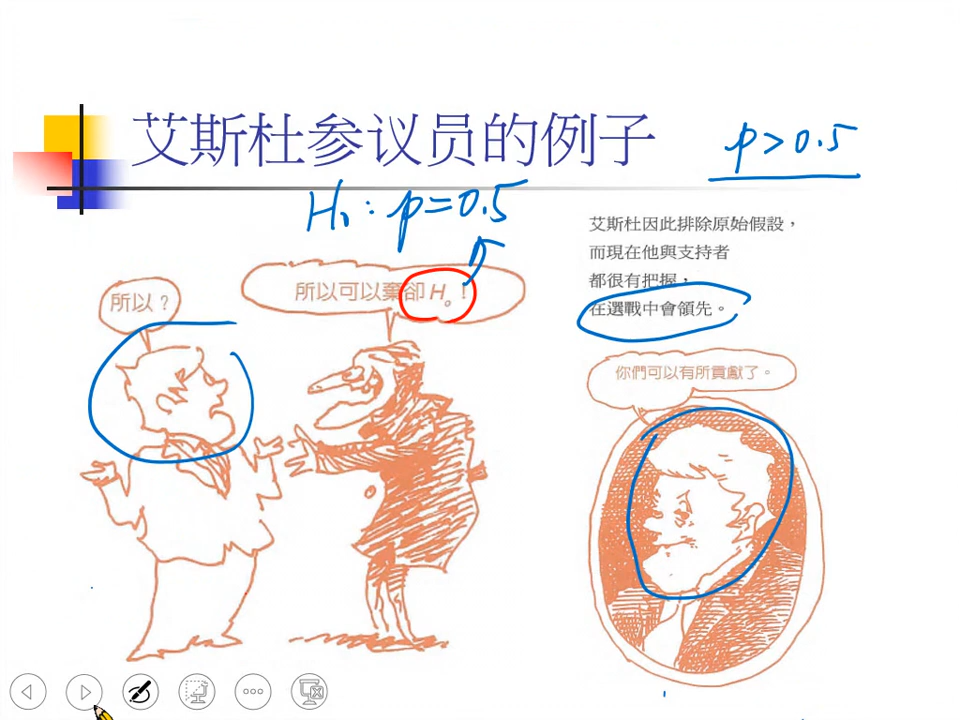 艾斯杜参议员的例子
p>0.5
H₀: p=0.5
艾斯杜因此排除原始假設，
而現在他與支持者
都很有把握，
在選戰中會領先。
所以？
所以可以棄卻 H₀！
你們可以有所貢獻了。